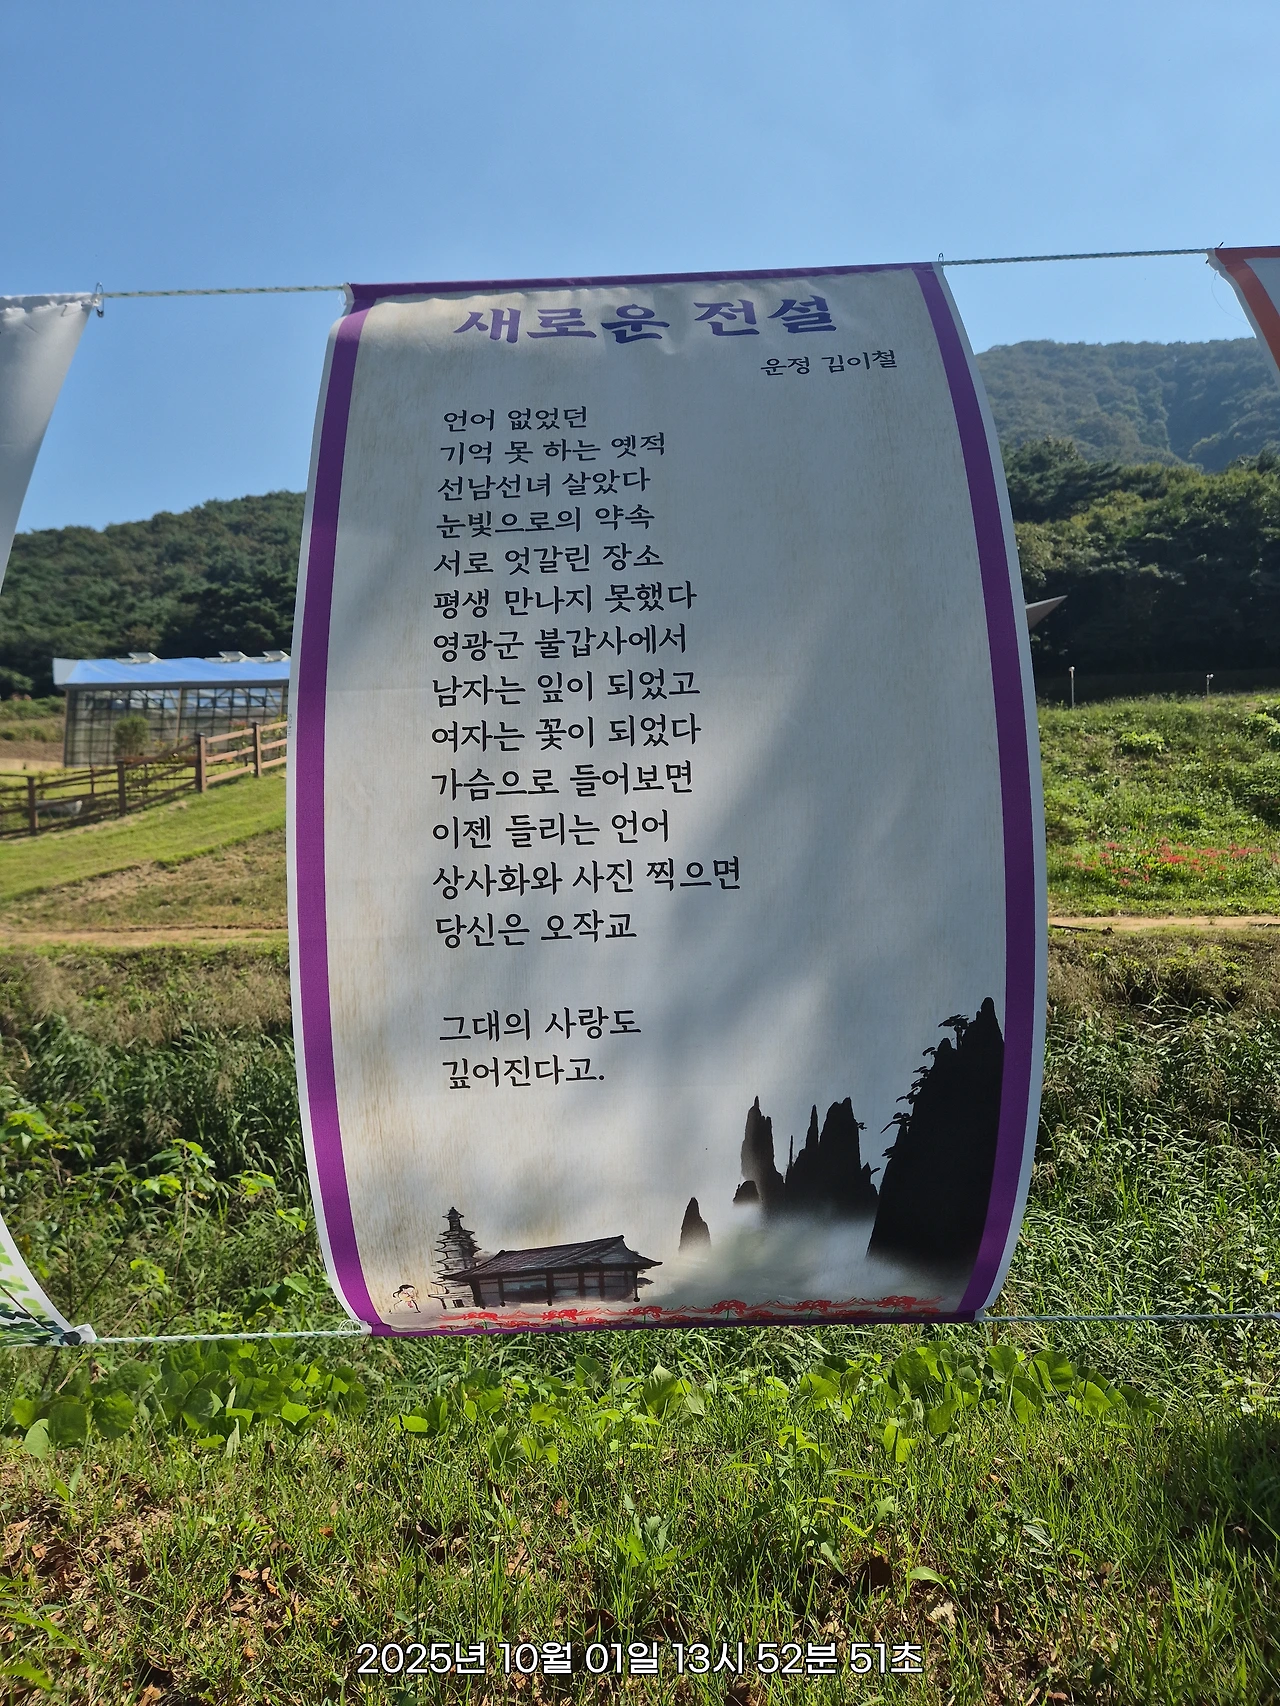 새로운 전설
운정 김이철
언어 없었던
기억 못 하는 옛적
선남선녀 살았다
눈빛으로의 약속
서로 엇갈린 장소
평생 만나지 못했다
영광군 불갑사에서
남자는 잎이 되었고
여자는 꽃이 되었다
가슴으로 들어보면
이젠 들리는 언어
상사화와 사진 찍으면
당신은 오작교
그대의 사랑도
깊어진다고.
2025년 10월 01일 13시 52분 51초